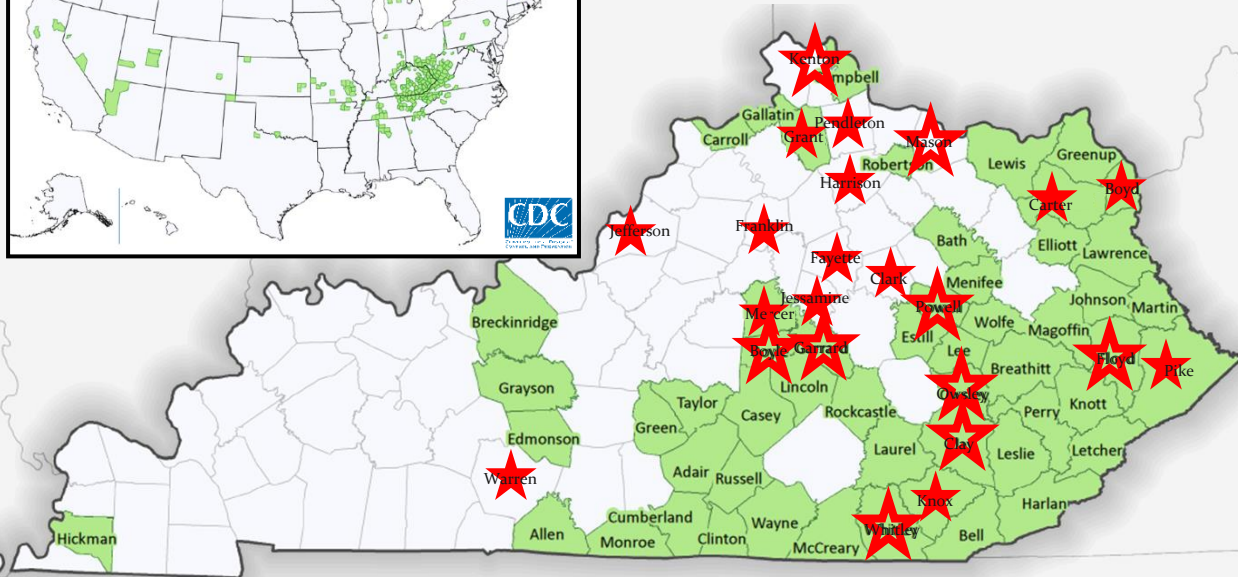 Kenton
Campbell
Gallatin
Carroll
Grant
Pendleton
Mason
Robertson
Harrison
Lewis
Greenup
Carter
Boyd
Jefferson
Franklin
Fayette
Clark
Bath
Elliott
Lawrence
Menifee
Jessamine
Mercer
Powell
Johnson
Martin
Breckinridge
Wolfe
Magoffin
Estill
Boyle
Garrard
Lee
Floyd
Pike
Breathitt
Grayson
Lincoln
Owsley
Knott
Taylor
Casey
Rockcastle
Perry
Green
Edmonson
Clay
Laurel
Leslie
Letcher
Adair
Russell
Warren
Knox
Harlan
Cumberland
Wayne
Whitley
Hickman
Allen
Monroe
Clinton
McCreary
Bell
CDC